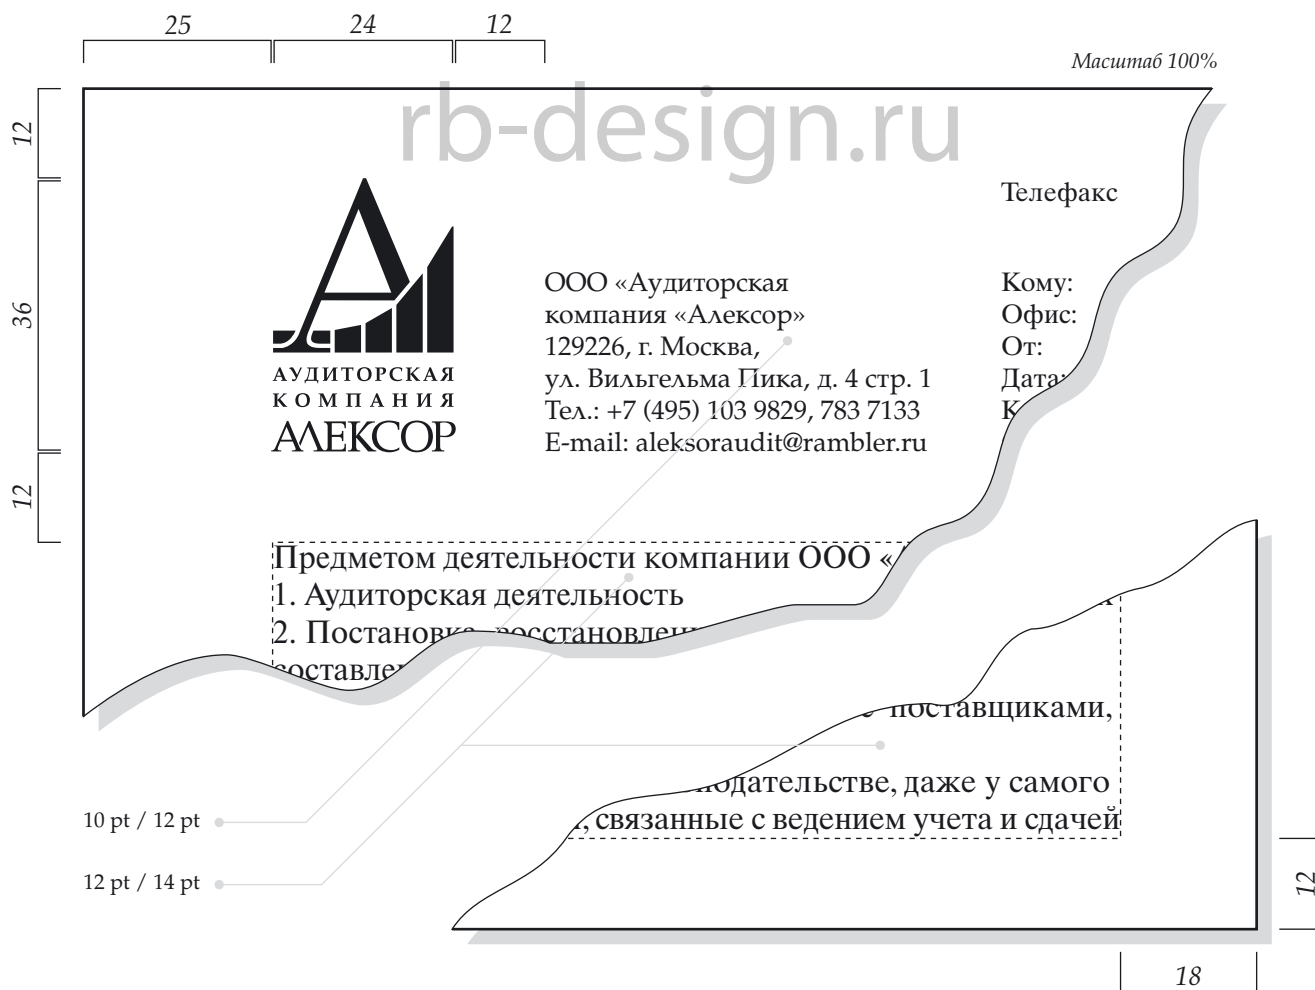 25 24 12
Масштаб 100%
rb-design.ru
12
36
12
Телефакс
АУДИТОРСКАЯ
КОМПАНИЯ
АЛЕКСОР
ООО «Аудиторская
компания «Алексор»
129226, г. Москва,
ул. Вильгельма Пика, д. 4 стр. 1
Тел.: +7 (495) 103 9829, 783 7133
E-mail: aleksoraudit@rambler.ru
Кому:
Офис:
От:
Дата:
Предметом деятельности компании ООО «
1. Аудиторская деятельность
2. Постановка, восстановлени
поставщиками,
одательстве, даже у самого
, связанные с ведением учета и сдачей
10 pt / 12 pt
12 pt / 14 pt
12
18